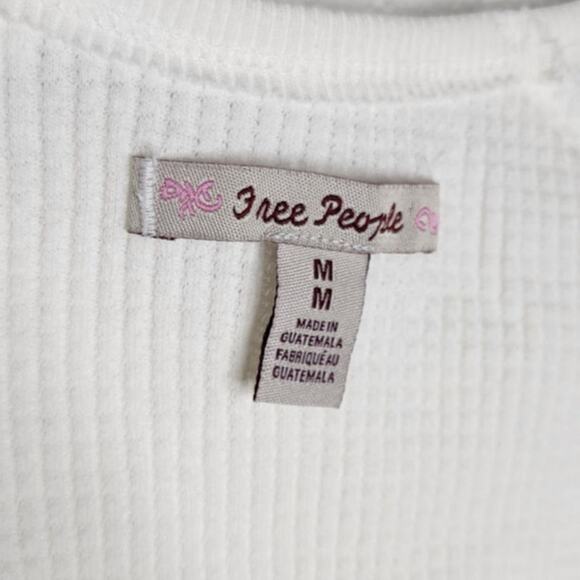 Free People
M
M
MADE IN
GUATEMALA
FABRIQUÉ AU
GUATEMALA